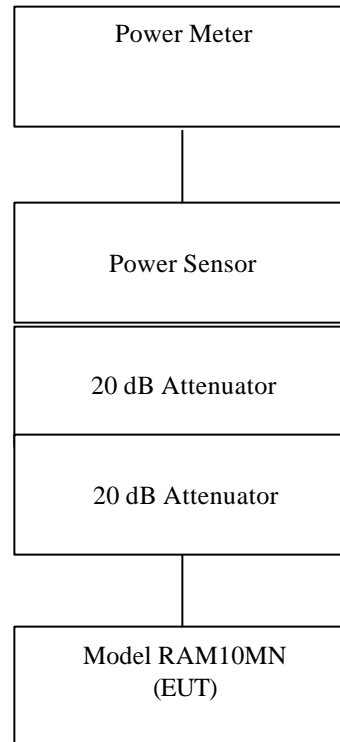 Power Meter
Power Sensor
20 dB Attenuator
20 dB Attenuator
Model RAM10MN
(EUT)